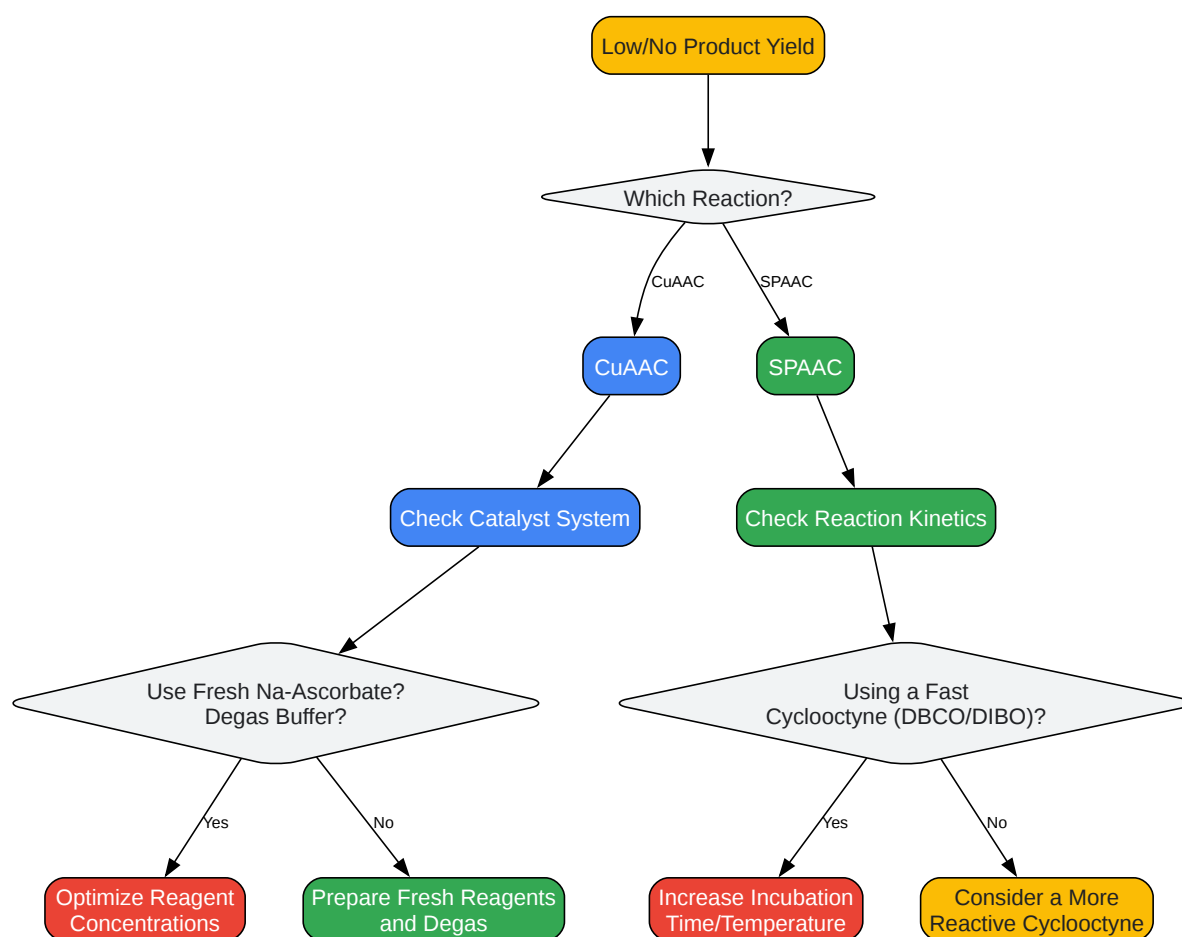 Low/No Product Yield
Which Reaction?
CuAAC
SPAAC
CuAAC
SPAAC
Check Catalyst System
Check Reaction Kinetics
Use Fresh Na-Ascorbate?
Degas Buffer?
Using a Fast
Cyclooctyne (DBCO/DIBO)?
Yes
No
Yes
No
Optimize Reagent
Concentrations
Prepare Fresh Reagents
and Degas
Increase Incubation
Time/Temperature
Consider a More
Reactive Cyclooctyne